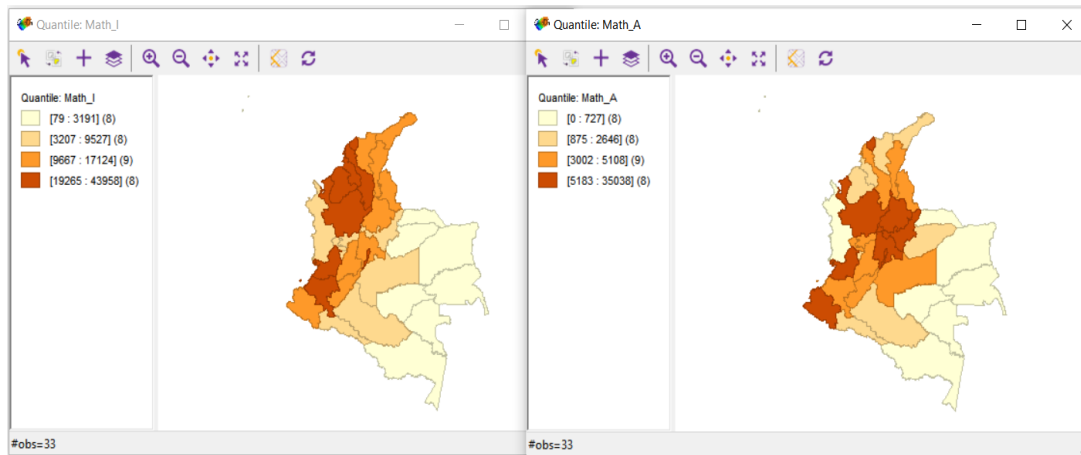 Quantile: Math_I
Quantile: Math_I
[79 : 3191] (8)
[3207 : 9527] (8)
[9667 : 17124] (9)
[19265 : 43958] (8)
#obs=33
Quantile: Math_A
Quantile: Math_A
[0 : 727] (8)
[875 : 2646] (8)
[3002 : 5108] (9)
[5183 : 35038] (8)
#obs=33